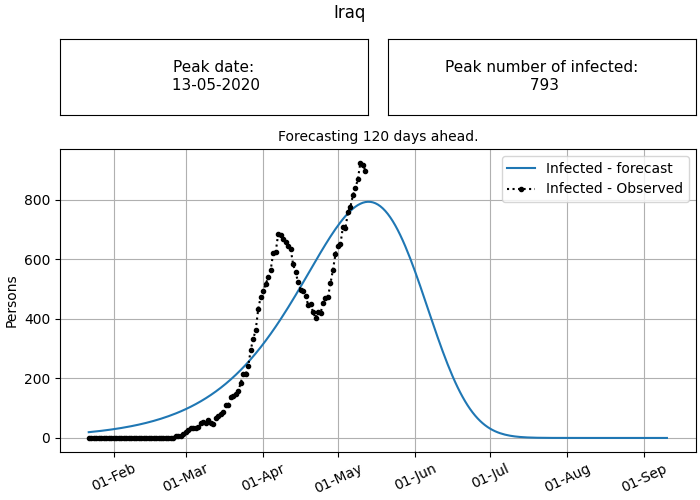 Iraq
Peak date:
13-05-2020
Peak number of infected:
793
Forecasting 120 days ahead.
Infected - forecast
Infected - Observed
Persons
800
600
400
200
0
01-Feb
01-Mar
01-Apr
01-May
01-Jun
01-Jul
01-Aug
01-Sep